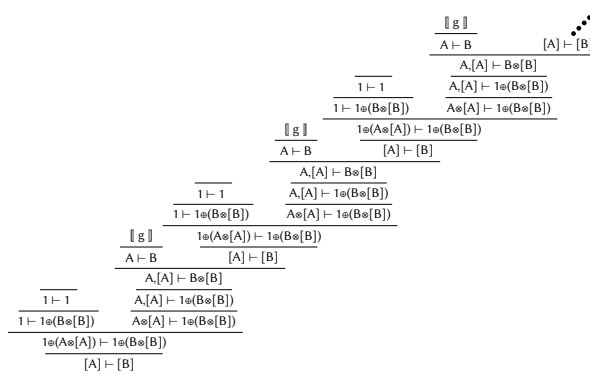 ⟦ g ⟧
A ⊢ B [A] ⊢ [B]
A,[A] ⊢ B⊗[B]
1 ⊢ 1 A,[A] ⊢ 1⊕(B⊗[B])
1 ⊢ 1⊕(B⊗[B]) A⊗[A] ⊢ 1⊕(B⊗[B])
⟦ g ⟧ 1⊕(A⊗[A]) ⊢ 1⊕(B⊗[B])
A ⊢ B [A] ⊢ [B]
A,[A] ⊢ B⊗[B]
1 ⊢ 1 A,[A] ⊢ 1⊕(B⊗[B])
1 ⊢ 1⊕(B⊗[B]) A⊗[A] ⊢ 1⊕(B⊗[B])
⟦ g ⟧ 1⊕(A⊗[A]) ⊢ 1⊕(B⊗[B])
A ⊢ B [A] ⊢ [B]
A,[A] ⊢ B⊗[B]
1 ⊢ 1 A,[A] ⊢ 1⊕(B⊗[B])
1 ⊢ 1⊕(B⊗[B]) A⊗[A] ⊢ 1⊕(B⊗[B])
1⊕(A⊗[A]) ⊢ 1⊕(B⊗[B])
[A] ⊢ [B]